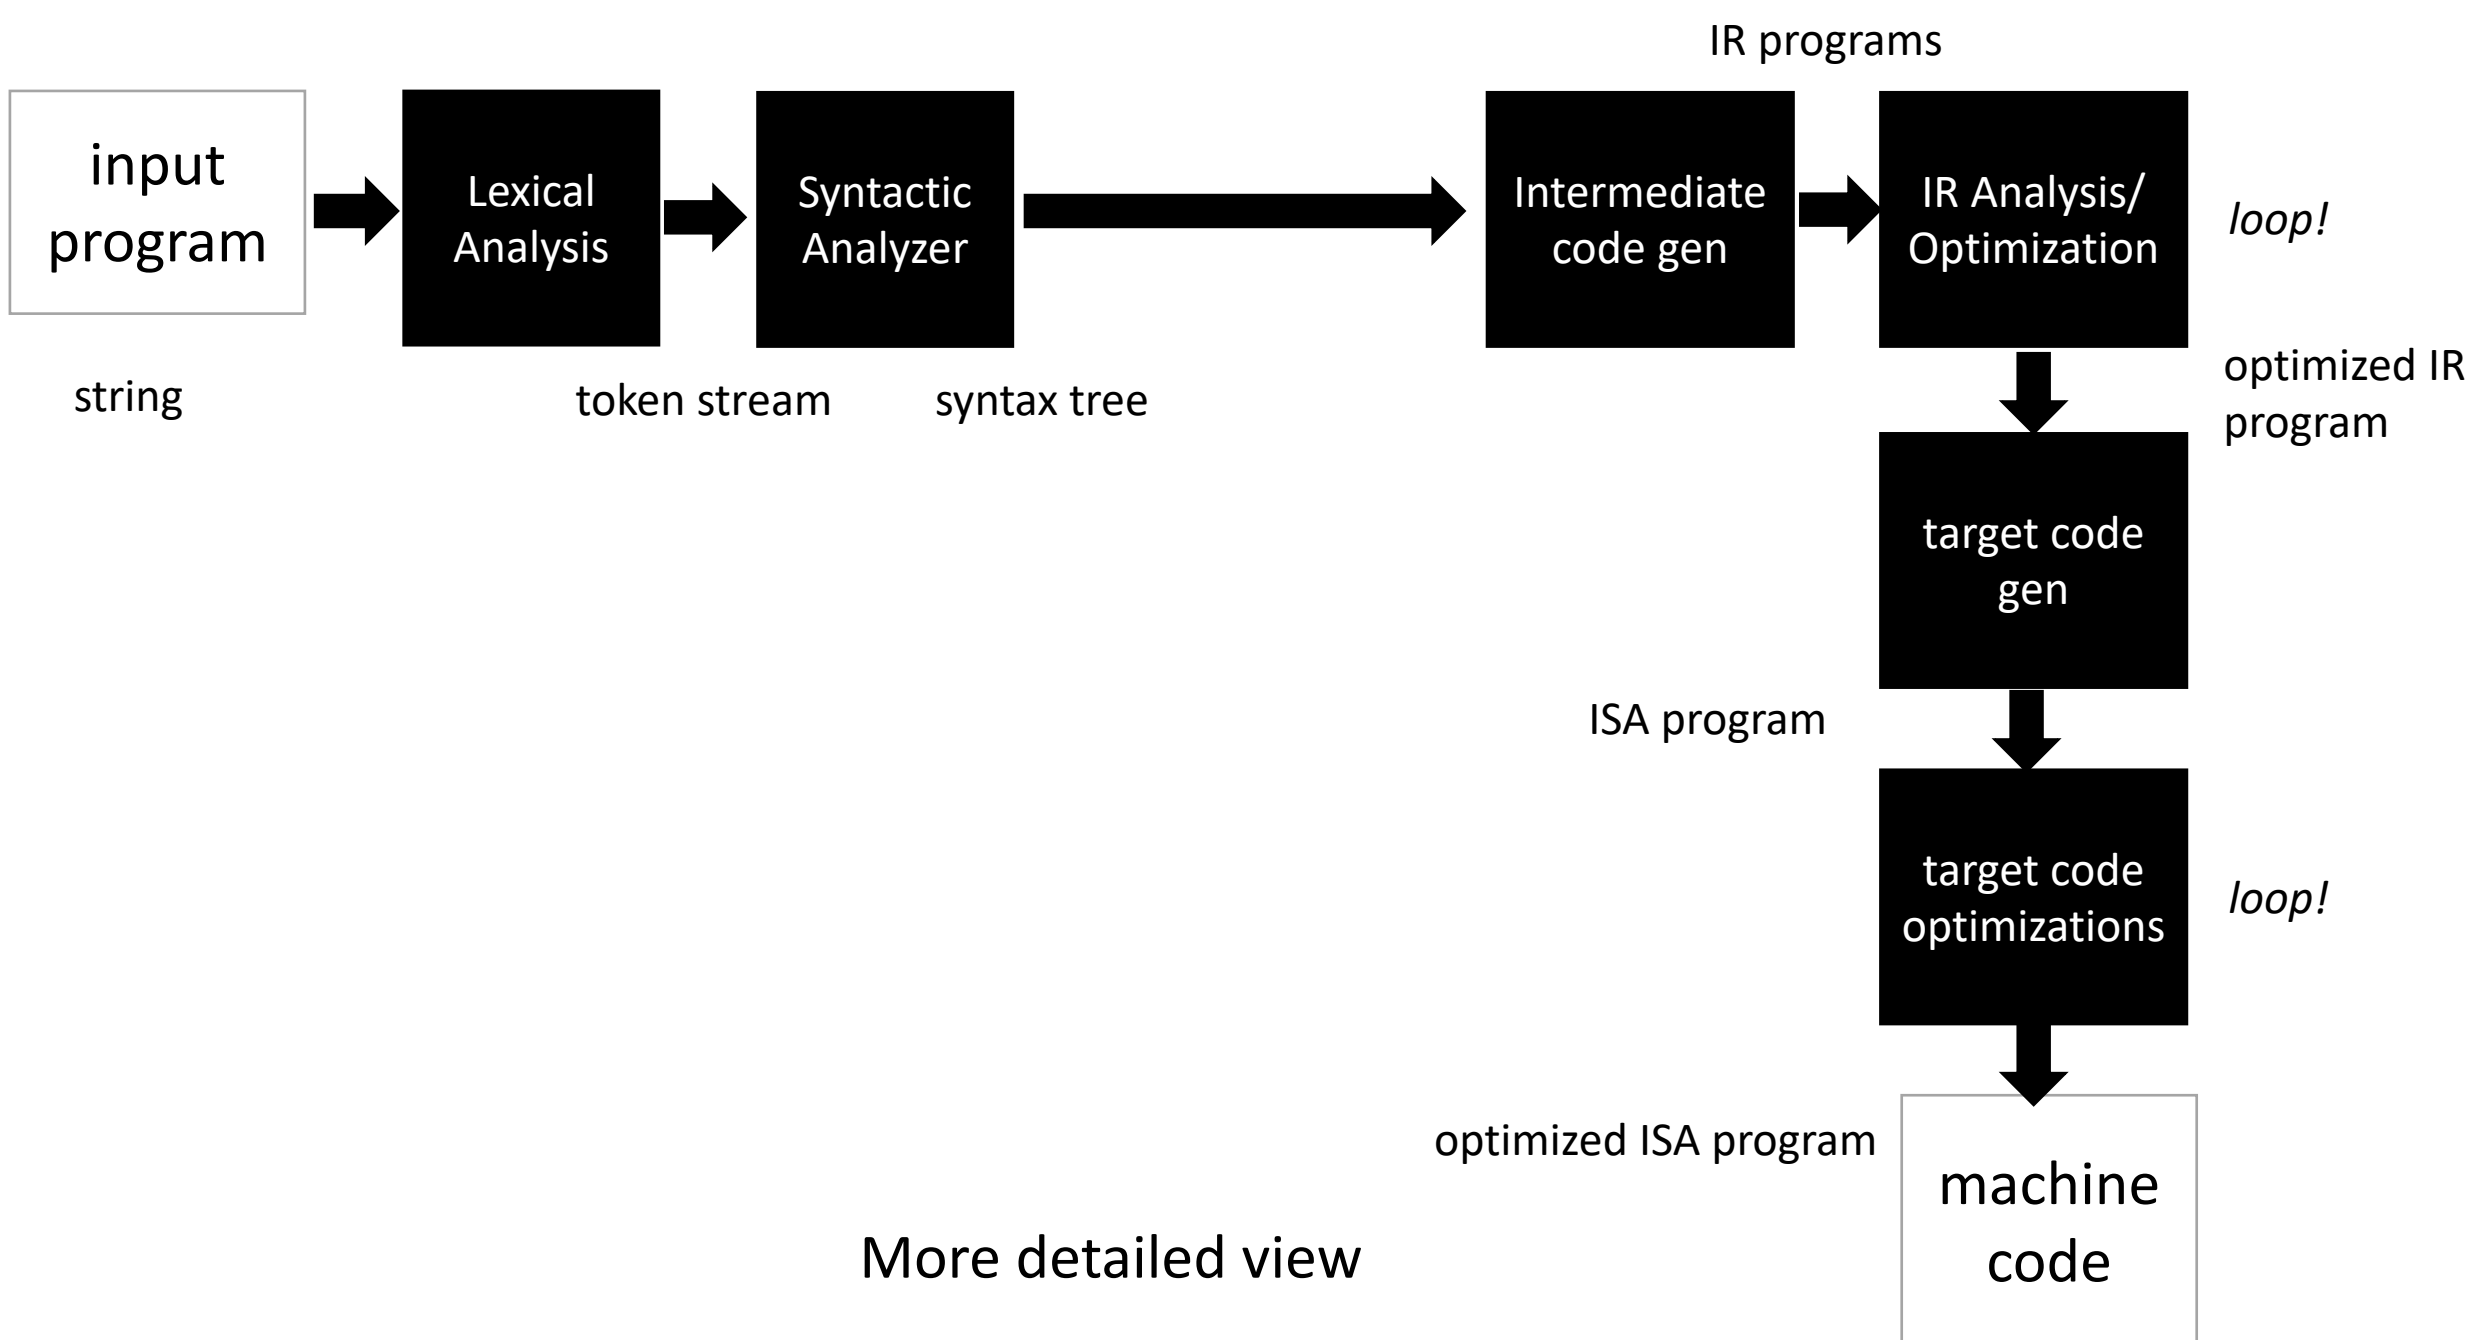 IR programs
input
program
Lexical
Analysis
Syntactic
Analyzer
Intermediate
code gen
IR Analysis/
Optimization
loop!
string
token stream
syntax tree
optimized IR
program
target code
gen
ISA program
target code
optimizations
loop!
optimized ISA program
machine
code
More detailed view